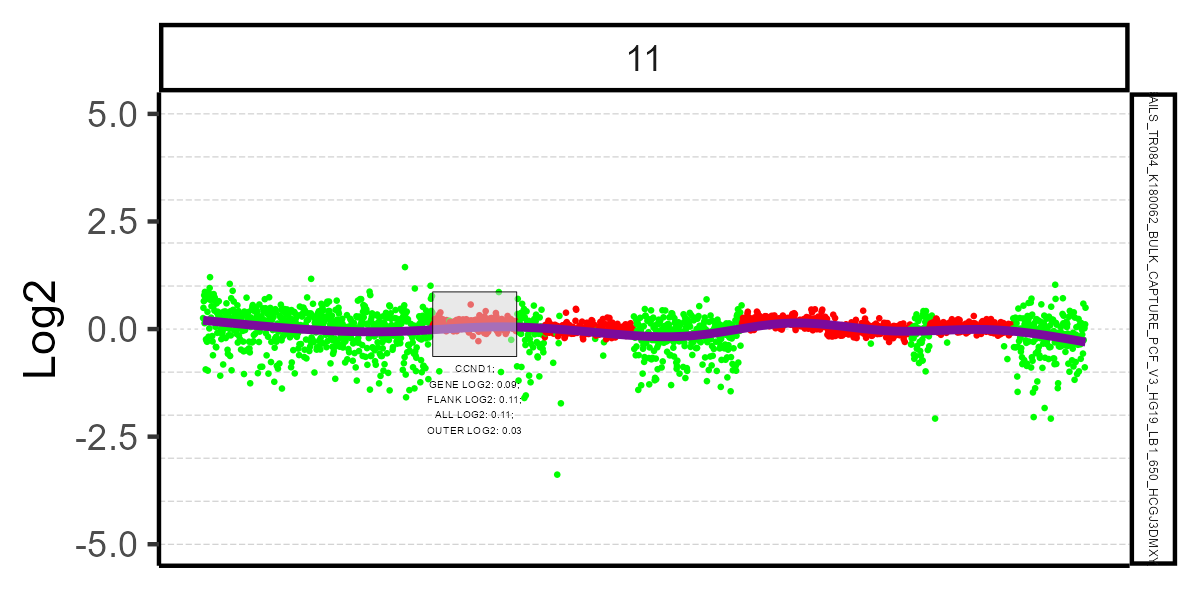 11
5.0
2.5
0.0
-2.5
-5.0
Log2
CCND1;
GENE LOG2: 0.09;
FLANK LOG2: 0.11;
ALL LOG2: 0.11;
OUTER LOG2: 0.03
AILS_TR084_K180062_BULK_CAPTURE_PCF_V3_HG19_LB1_650_HCGJ3DMXY